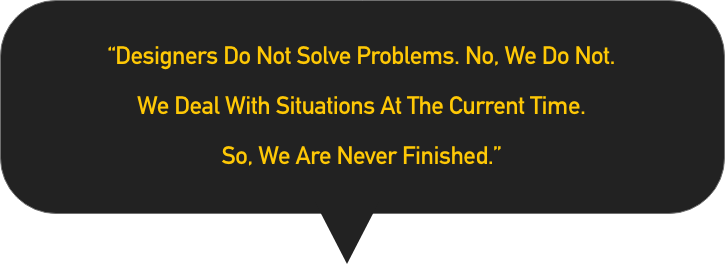 “Designers Do Not Solve Problems. No, We Do Not.
We Deal With Situations At The Current Time.
So, We Are Never Finished.”